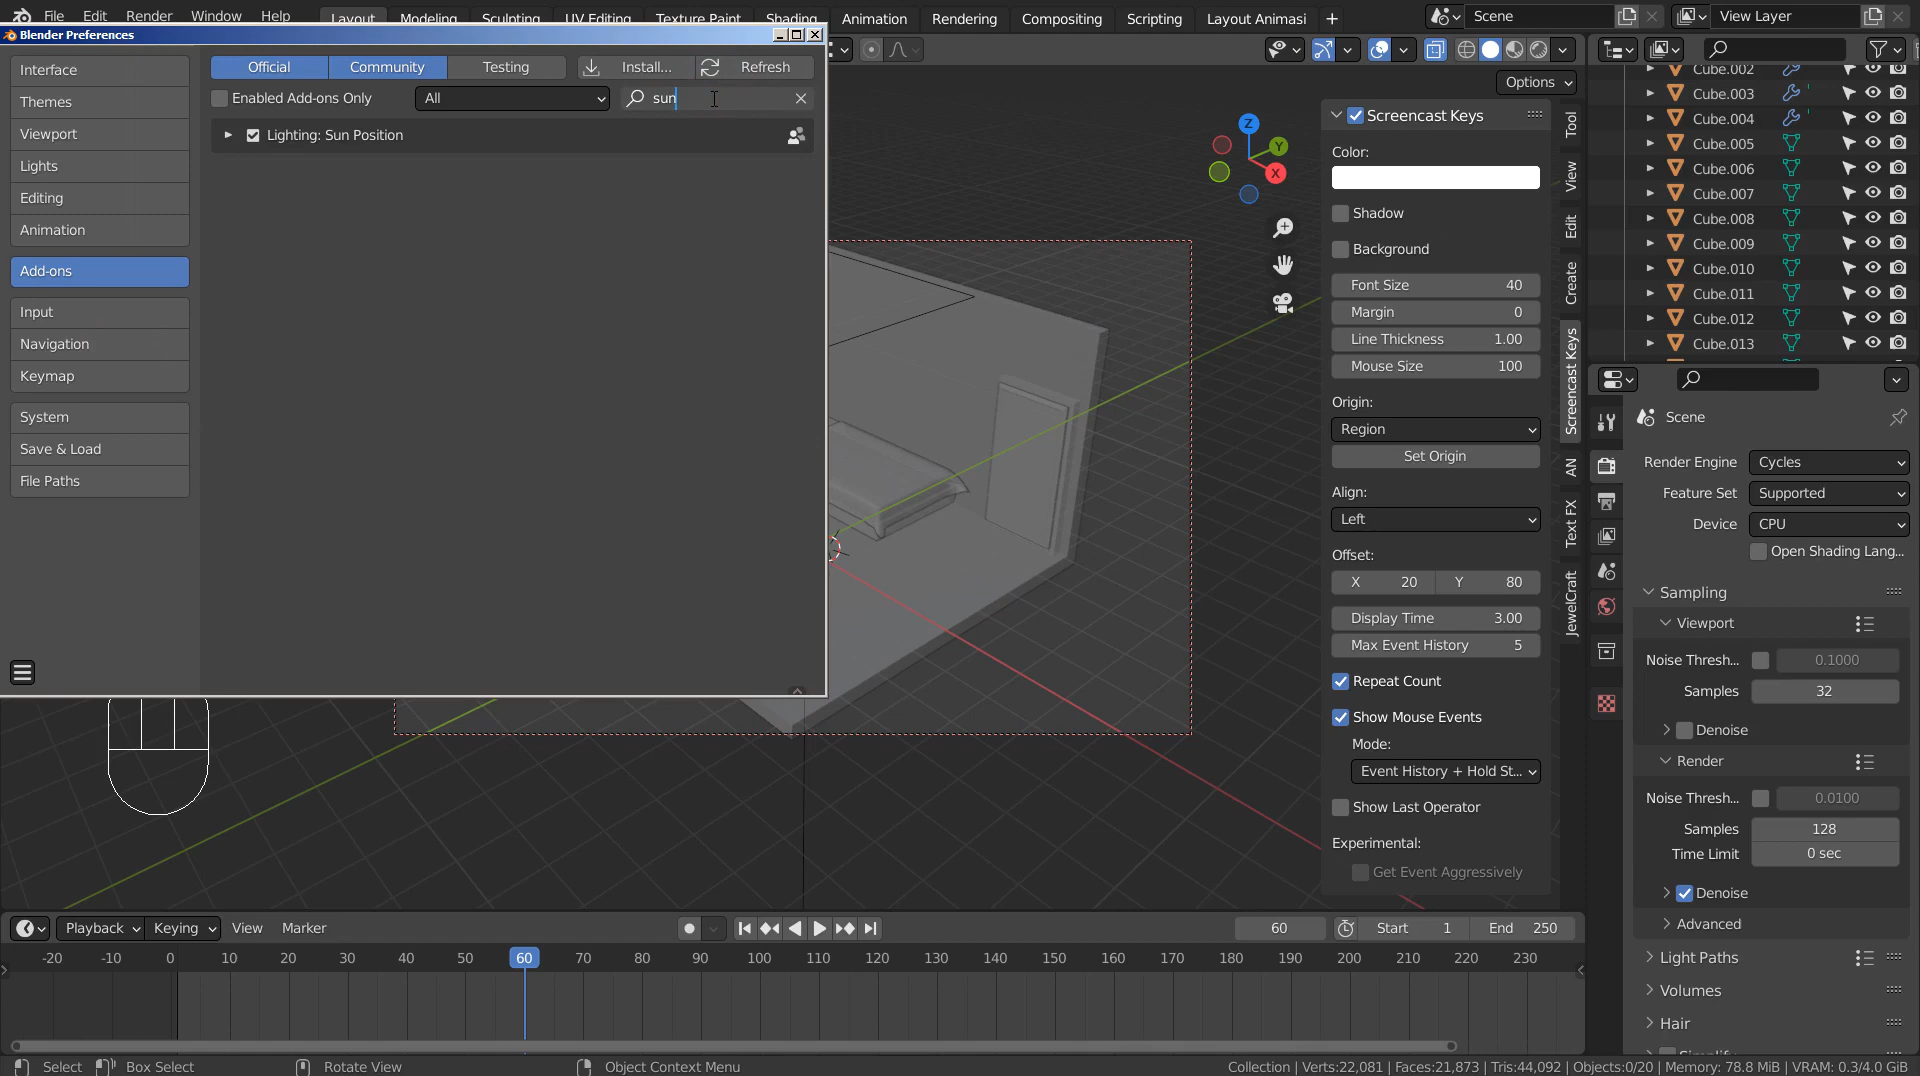 File Edit Render Window Help Layout Modeling Sculpting UV Editing Texture Paint Shading Animation Rendering Compositing Scripting Layout Animasi + Scene View Layer
Blender Preferences
Interface
Themes
Viewport
Lights
Editing
Animation
Add-ons
Input
Navigation
Keymap
System
Save & Load
File Paths
Official Community Testing Install... Refresh
Enabled Add-ons Only All sun
Lighting: Sun Position
Options
Z
Y
X
Screencast Keys
Color:
Shadow
Background
Font Size 40
Margin 0
Line Thickness 1.00
Mouse Size 100
Origin:
Region
Set Origin
Align:
Left
Offset:
X 20 Y 80
Display Time 3.00
Max Event History 5
Repeat Count
Show Mouse Events
Mode:
Event History + Hold St...
Show Last Operator
Experimental:
Get Event Aggressively
Tool
View
Edit
Create
Screencast Keys
AN
Text FX
JewelCraft
Cube.002
Cube.003
Cube.004
Cube.005
Cube.006
Cube.007
Cube.008
Cube.009
Cube.010
Cube.011
Cube.012
Cube.013
Scene
Render Engine Cycles
Feature Set Supported
Device CPU
Open Shading Lang...
Sampling
Viewport
Noise Thresh... 0.1000
Samples 32
Denoise
Render
Noise Thresh... 0.0100
Samples 128
Time Limit 0 sec
Denoise
Advanced
Light Paths
Volumes
Hair
Playback Keying View Marker 60 Start 1 End 250
-20 -10 0 10 20 30 40 50 60 70 80 90 100 110 120 130 140 150 160 170 180 190 200 210 220 230
Select Box Select Rotate View Object Context Menu Collection | Verts:22,081 | Faces:21,873 | Tris:44,092 | Objects:0/20 | Memory: 78.8 MiB | VRAM: 0.3/4.0 GiB